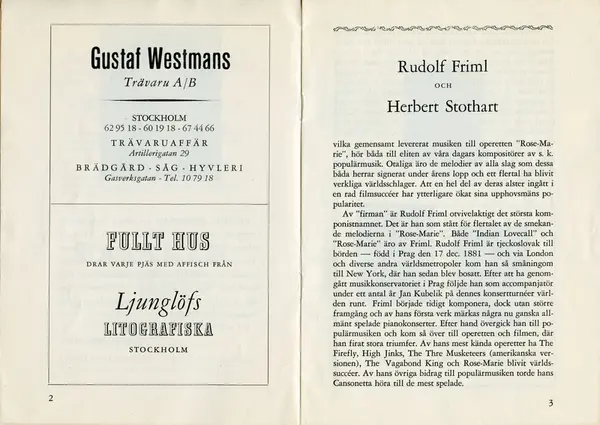 Gustaf Westmans
Trävaru A/B
STOCKHOLM
62 95 18 - 60 19 18 - 67 44 66
TRÄVARUAFFÄR
Artillerigatan 29
BRÄDGÅRD - SÅG - HYVLERI
Gasverksgatan - Tel. 10 79 18
FULLT HUS
DRAR VARJE PJÄS MED AFFISCH FRÅN
Ljunglöfs
LITOGRAFISKA
STOCKHOLM
2
Rudolf Friml
OCH
Herbert Stothart
vilka gemensamt levererat musiken till operetten "Rose-Ma-
rie", hör båda till eliten av våra dagars kompositörer av s. k.
populärmusik. Otaliga äro de melodier av alla slag som dessa
båda herrar signerat under årens lopp och ett flertal ha blivit
verkliga världsschlager. Att en hel del av deras alster ingått i
en rad filmsuccéer har ytterligare ökat sina upphovsmäns po-
pularitet.
Av "firman" är Rudolf Friml otvivelaktigt det största kom-
ponistnamnet. Det är han som stått för flertalet av de smekan-
de melodierna i "Rose-Marie". Både "Indian Lovecall" och
"Rose-Marie" äro av Friml. Rudolf Friml är tjeckoslovak till
börden — född i Prag den 17 dec. 1881 — och via London
och diverse andra världsmetropoler kom han så småningom
till New York, där han sedan blev bosatt. Efter att ha genom-
gått musikkonservatoriet i Prag följde han som accompanjatör
under ett antal år Jan Kubelik på dennes konsertturnéer värl-
den runt. Friml började tidigt komponera, dock utan större
framgång och av hans första verk märkas några nu ganska all-
mänt spelade pianokonserter. Efter hand övergick han till po-
pulärmusiken och kom så över till operetten och filmen, där
han firat stora triumfer. Av hans mest kända operetter ha The
Firefly, High Jinks, The Thre Musketeers (amerikanska ver-
sionen), The Vagabond King och Rose-Marie blivit världs-
succéer. Av hans övriga bidrag till populärmusiken torde hans
Cansonetta höra till de mest spelade.
3